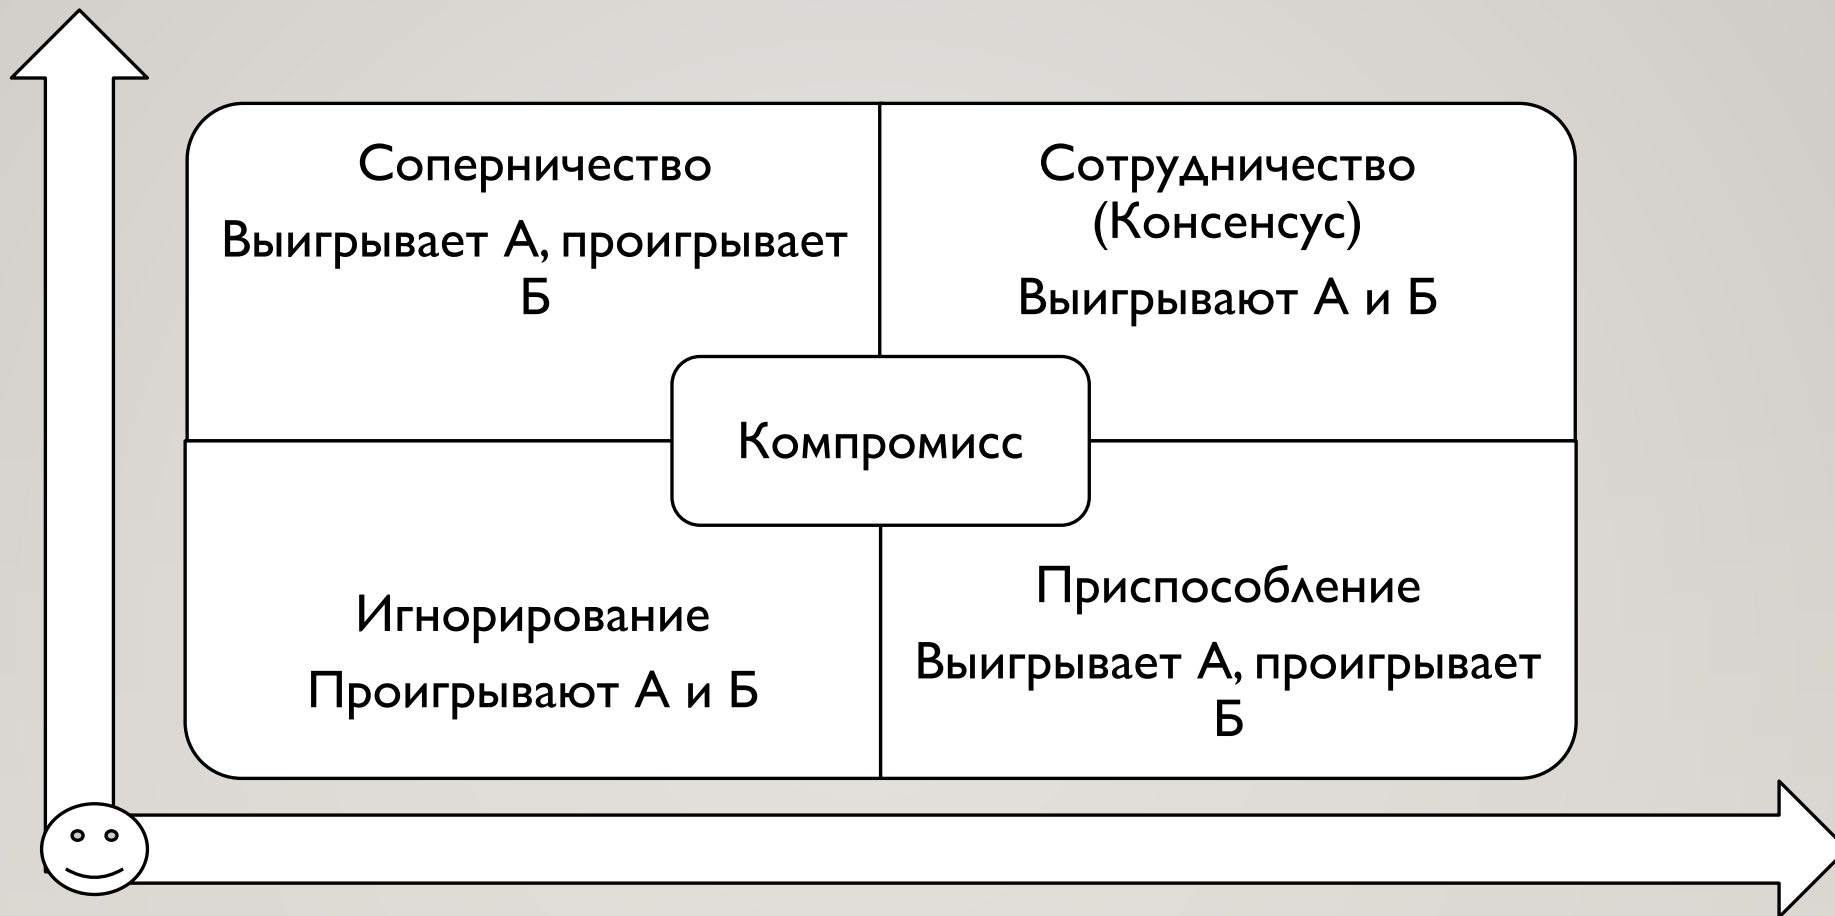 Соперничество
Выигрывает А, проигрывает
Б
Сотрудничество
(Консенсус)
Выигрывают А и Б
Компромисс
Игнорирование
Проигрывают А и Б
Приспособление
Выигрывает А, проигрывает
Б